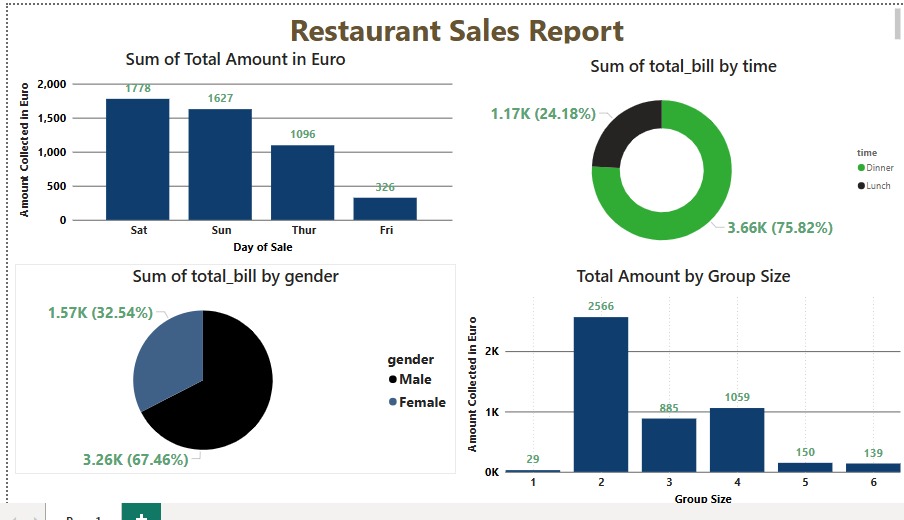 Restaurant Sales Report
Sum of Total Amount in Euro
Amount Collected in Euro
2,000
1,500
1,000
500
0
1778
1627
1096
326
Sat
Sun
Thur
Fri
Day of Sale
Sum of total_bill by time
1.17K (24.18%)
3.66K (75.82%)
time
Dinner
Lunch
Sum of total_bill by gender
1.57K (32.54%)
3.26K (67.46%)
gender
Male
Female
Total Amount by Group Size
Amount Collected in Euro
2K
1K
0K
29
2566
885
1059
150
139
1
2
3
4
5
6
Group Size